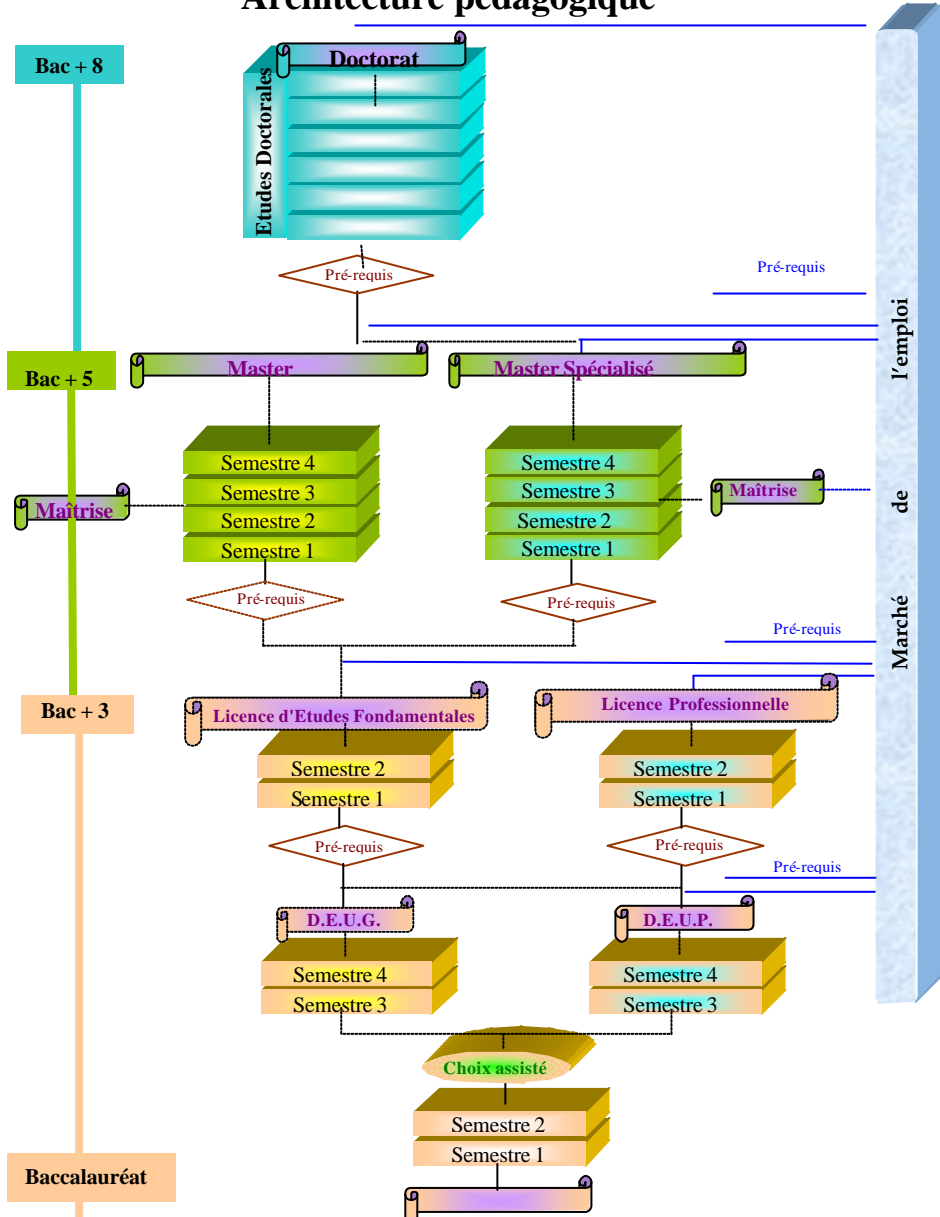 Architecture pédagogique
Bac + 8
Doctorat
Etudes Doctorales
Pré-requis
Pré-requis
Bac + 5
Master
Master Spécialisé
Semestre 4
Semestre 3
Semestre 2
Semestre 1
Semestre 4
Semestre 3
Semestre 2
Semestre 1
Maîtrise
Maîtrise
Pré-requis
Pré-requis
Pré-requis
Marché de l'emploi
Bac + 3
Licence d'Etudes Fondamentales
Licence Professionnelle
Semestre 2
Semestre 1
Semestre 2
Semestre 1
Pré-requis
Pré-requis
Pré-requis
D.E.U.G.
D.E.U.P.
Semestre 4
Semestre 3
Semestre 4
Semestre 3
Choix assisté
Semestre 2
Semestre 1
Baccalauréat